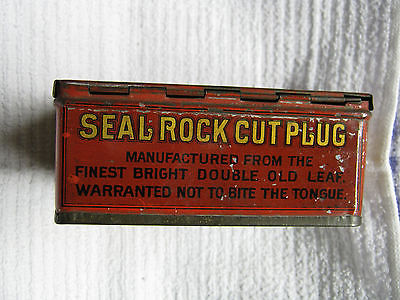 SEAL ROCK CUT PLUG
MANUFACTURED FROM THE
FINEST BRIGHT DOUBLE OLD LEAF.
WARRANTED NOT TO BITE THE TONGUE.